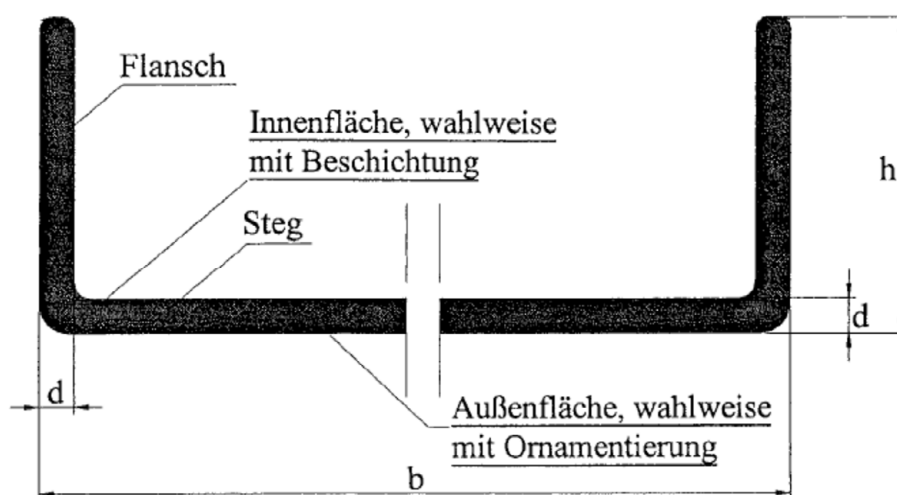 Flansch
Innenfläche, wahlweise
mit Beschichtung
h
Steg
d
d
Außenfläche, wahlweise
mit Ornamentierung
b